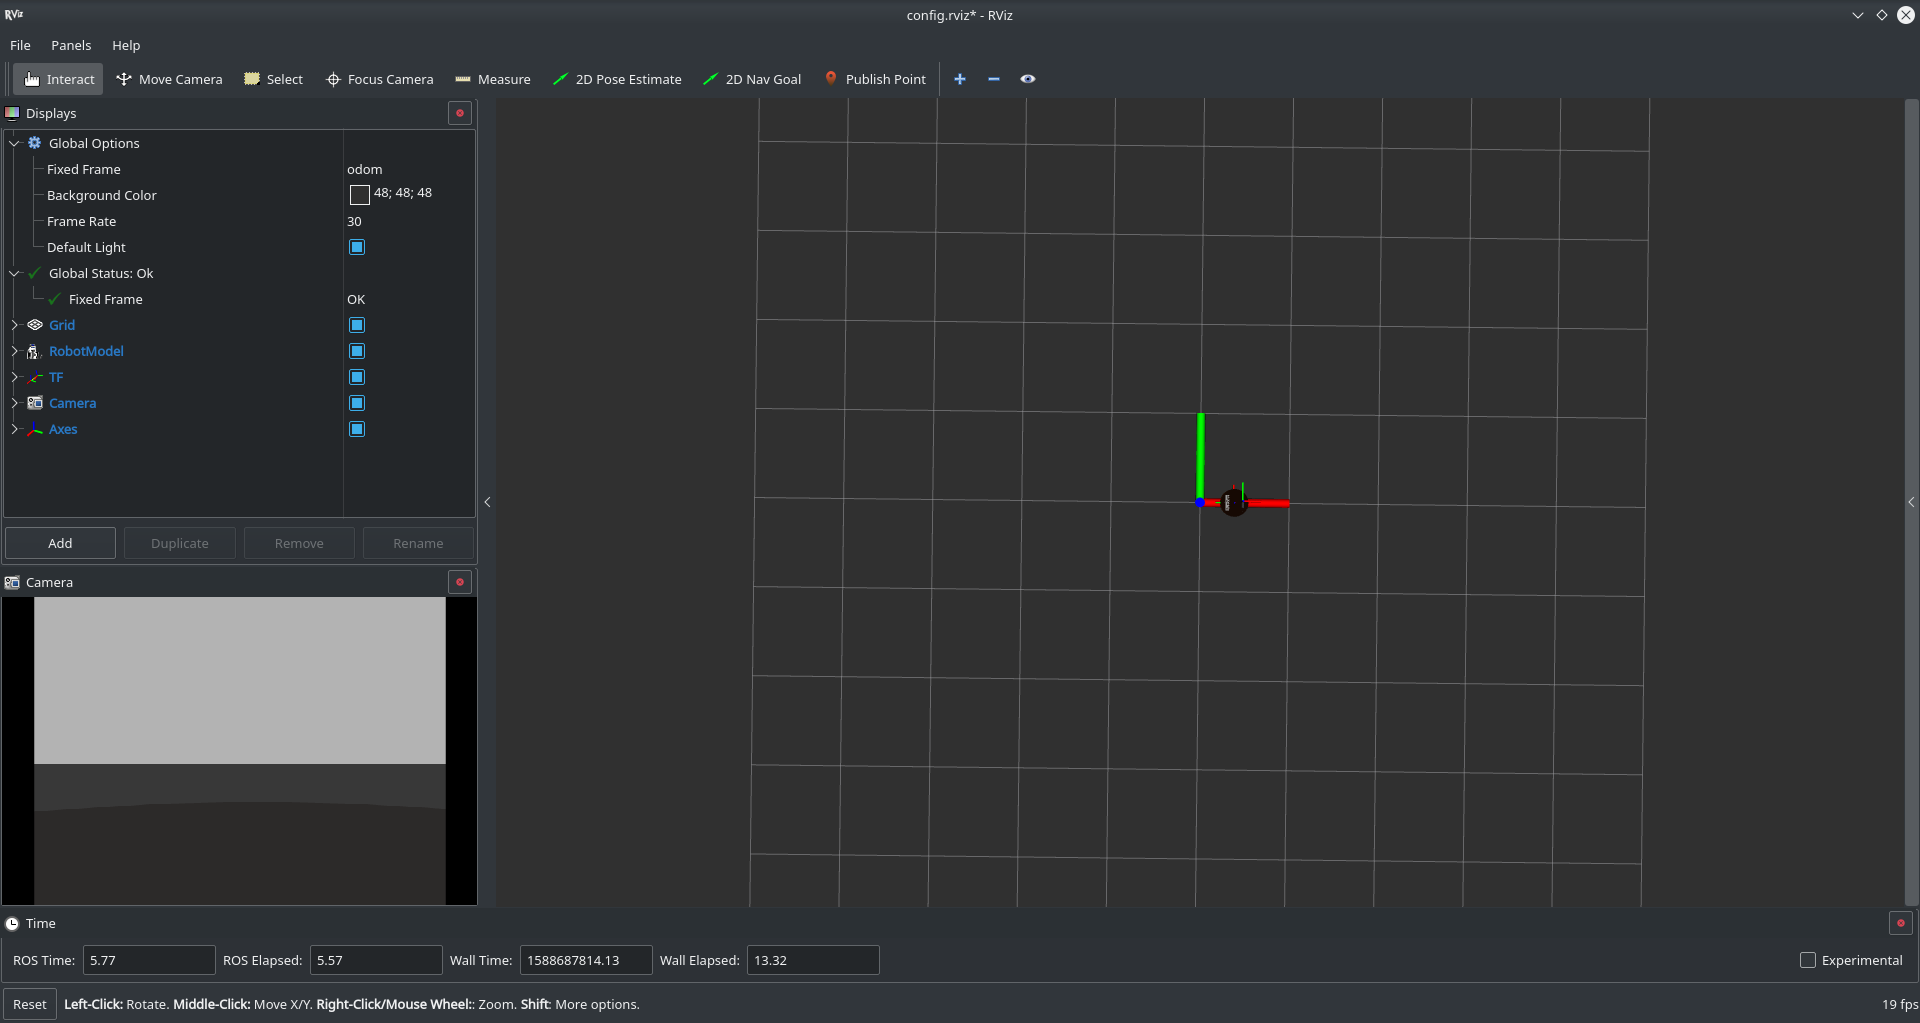 RViz
config.rviz* - RViz
File Panels Help
Interact Move Camera Select Focus Camera Measure 2D Pose Estimate 2D Nav Goal Publish Point
Displays
Global Options
Fixed Frame odom
Background Color 48; 48; 48
Frame Rate 30
Default Light
Global Status: Ok
Fixed Frame OK
Grid
RobotModel
TF
Camera
Axes
Add Duplicate Remove Rename
Camera
Time
ROS Time: 5.77 ROS Elapsed: 5.57 Wall Time: 1588687814.13 Wall Elapsed: 13.32 Experimental
Reset Left-Click: Rotate. Middle-Click: Move X/Y. Right-Click/Mouse Wheel:: Zoom. Shift: More options. 19 fps